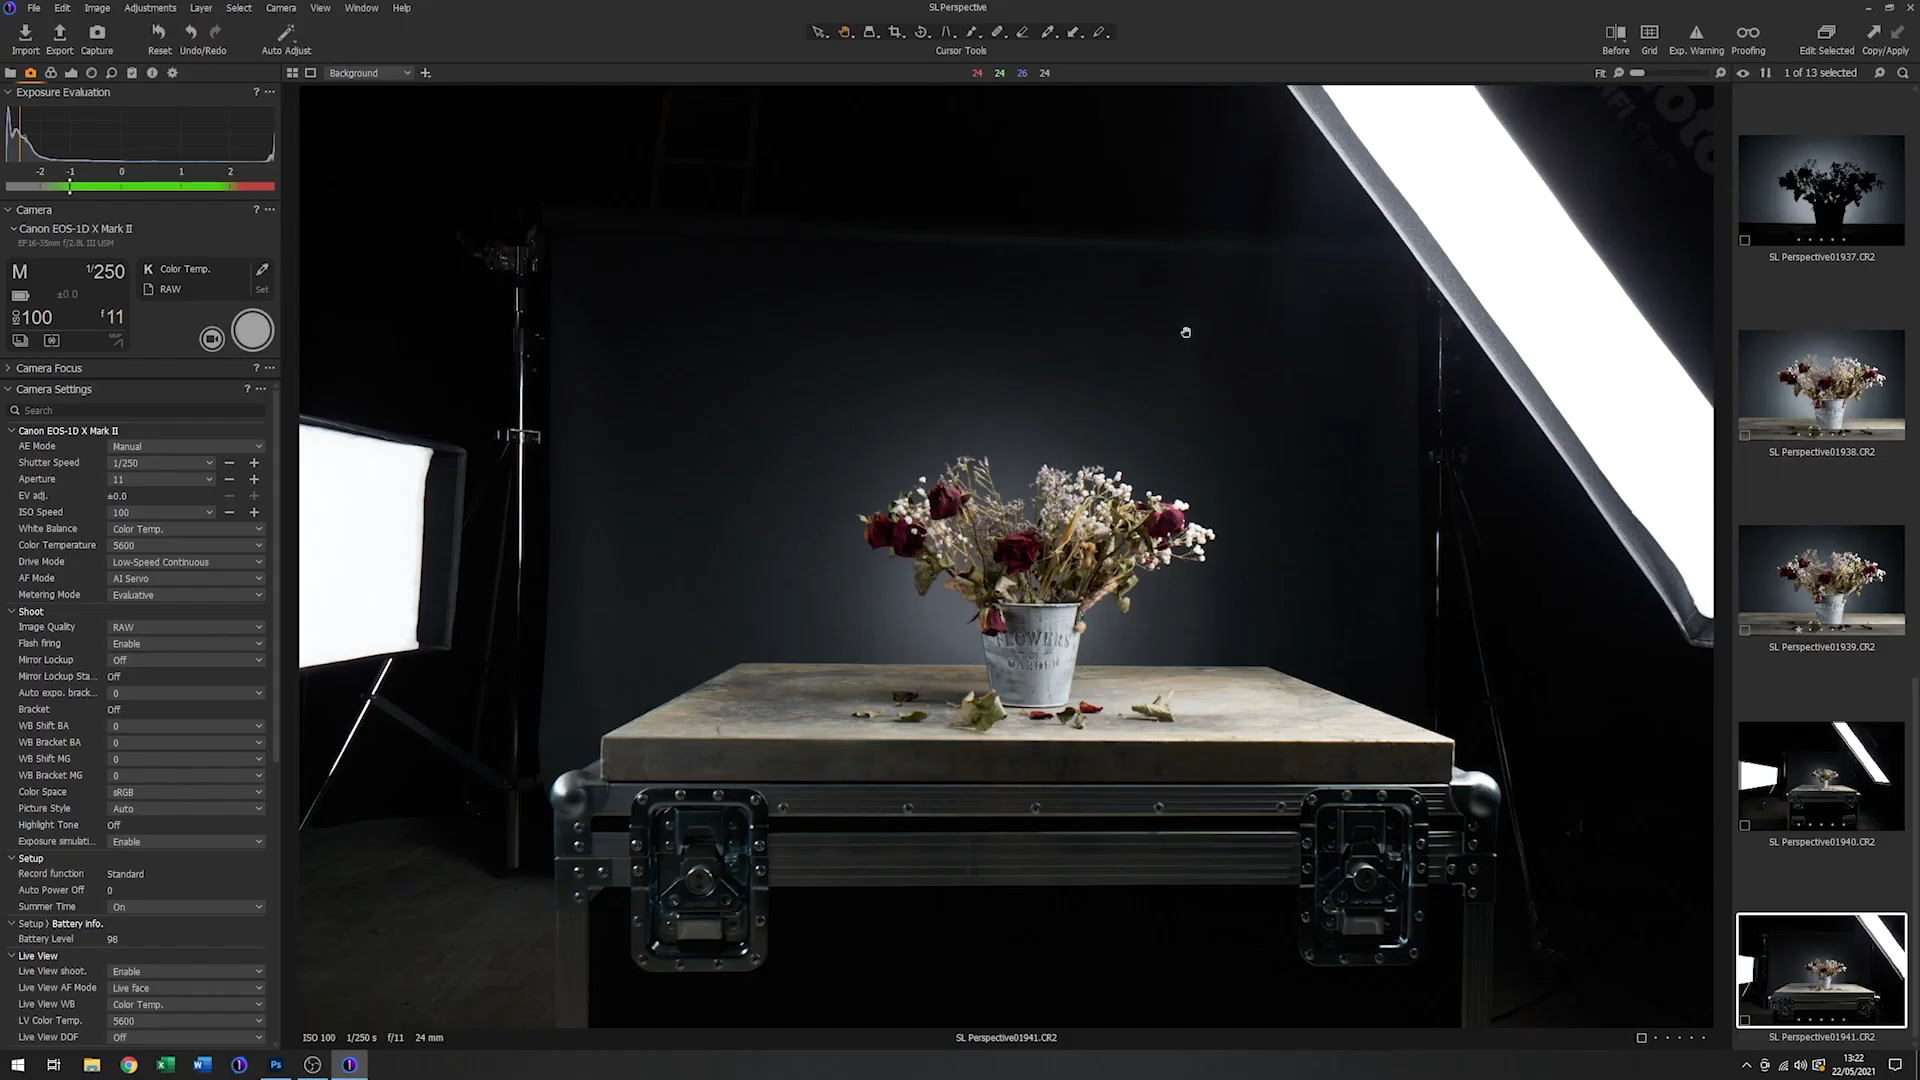 File Edit Image Adjustments Layer Select Camera View Window Help
SL Perspective
Import Export Capture Reset Undo/Redo Auto Adjust
Cursor Tools
Before Grid Exp. Warning Proofing Edit Selected Copy/Apply
Background
24 24 26 24
Fit
1 of 13 selected
Exposure Evaluation ? ...
-2 -1 0 1 2
Camera ? ...
Canon EOS-1D X Mark II
EF16-35mm f/2.8L III USM
M 1/250
±0.0
ISO 100 f11
K Color Temp.
RAW Set
Camera Focus ? ...
Camera Settings ? ...
Search
Canon EOS-1D X Mark II
AE Mode Manual
Shutter Speed 1/250
Aperture 11
EV adj. ±0.0
ISO Speed 100
White Balance Color Temp.
Color Temperature 5600
Drive Mode Low-Speed Continuous
AF Mode AI Servo
Metering Mode Evaluative
Shoot
Image Quality RAW
Flash firing Enable
Mirror Lockup Off
Mirror Lockup Sta... Off
Auto expo. brack... 0
Bracket Off
WB Shift BA 0
WB Bracket BA 0
WB Shift MG 0
WB Bracket MG 0
Color Space sRGB
Picture Style Auto
Highlight Tone Off
Exposure simulati... Enable
Setup
Record function Standard
Auto Power Off 0
Summer Time On
Setup 〉 Battery info.
Battery Level 98
Live View
Live View shoot. Enable
Live View AF Mode Live face
Live View WB Color Temp.
LV Color Temp. 5600
Live View DOF Off
FLOWERS
&
GARDEN
ISO 100 1/250 s f/11 24 mm
SL Perspective01941.CR2
SL Perspective01937.CR2
SL Perspective01938.CR2
SL Perspective01939.CR2
SL Perspective01940.CR2
SL Perspective01941.CR2
13:22
22/05/2021